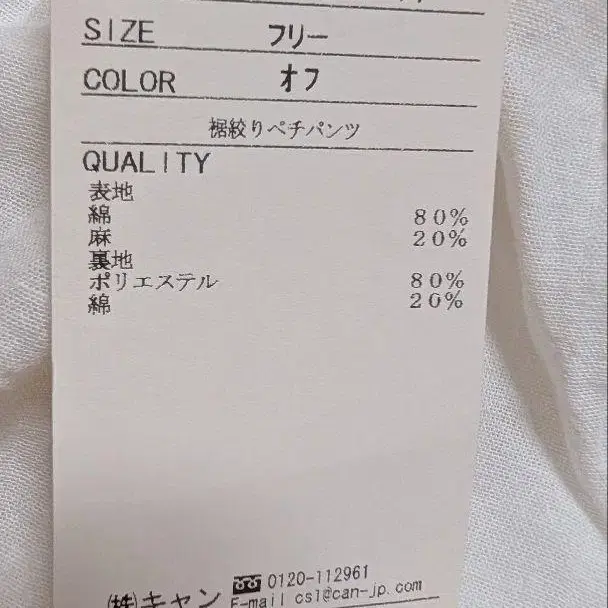 SIZE フリー
COLOR オフ
裾絞りペチパンツ
QUALITY
表地
綿 80%
麻 20%
裏地
ポリエステル 80%
綿 20%
㈱キャン 0120-112961
E-mail cs1@can-jp.com